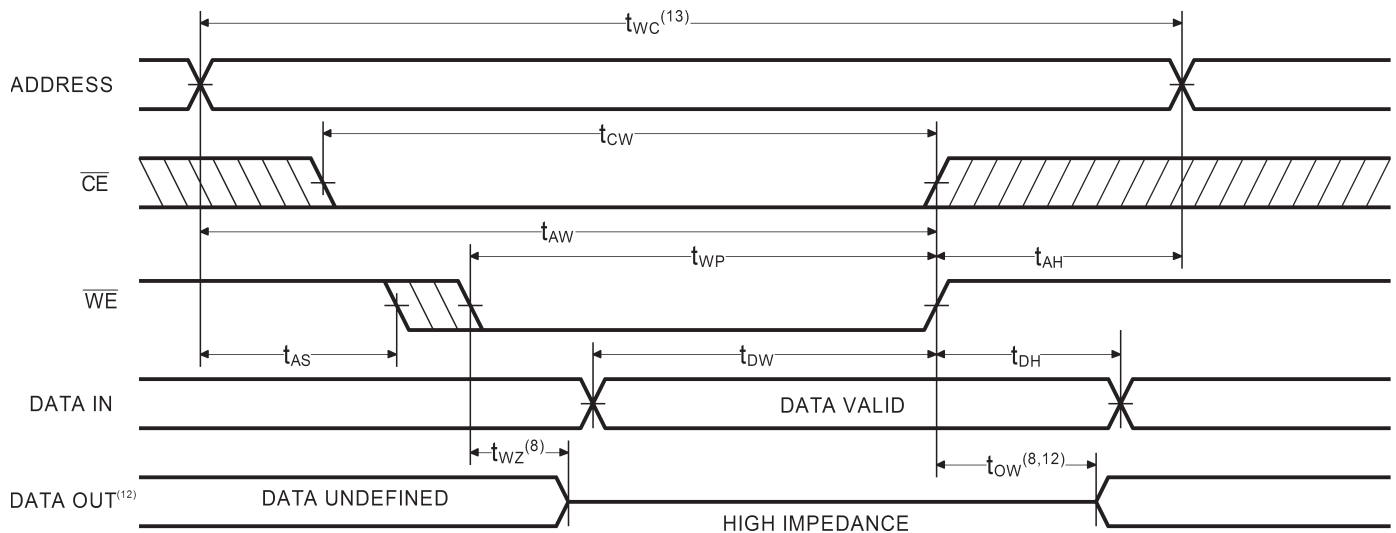 tWC(13)
ADDRESS
tCW
CE
tAW
tWP
tAH
WE
tAS
tDW
tDH
DATA IN
DATA VALID
tWZ(8)
tOW(8,12)
DATA OUT(12)
DATA UNDEFINED
HIGH IMPEDANCE